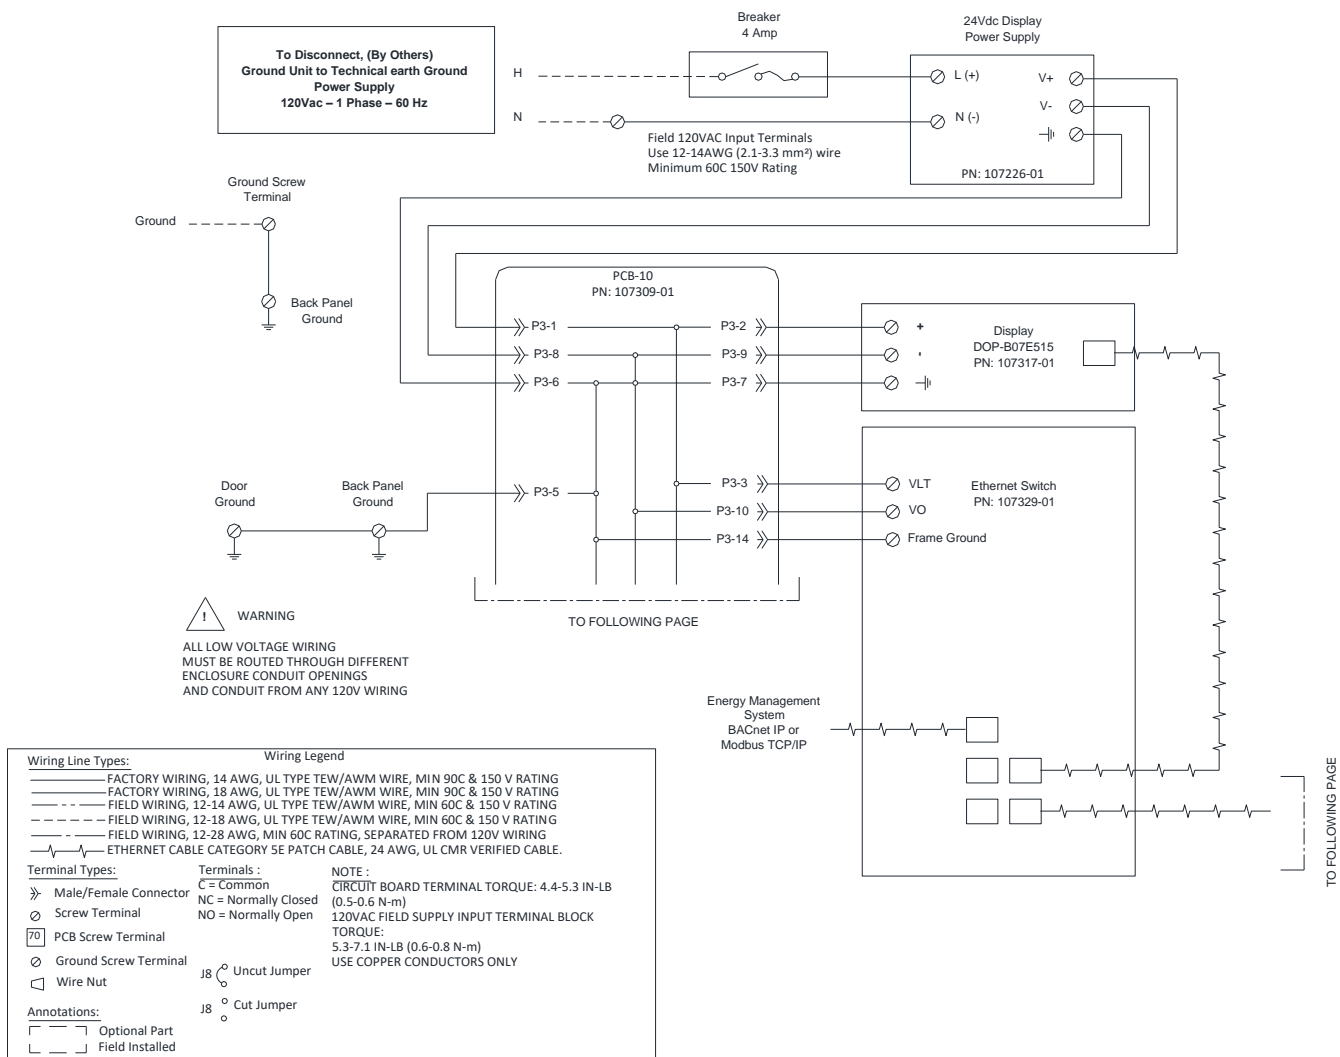 To Disconnect, (By Others)
Ground Unit to Technical earth Ground
Power Supply
120Vac – 1 Phase – 60 Hz
H
N
Breaker
4 Amp
24Vdc Display
Power Supply
L (+)
N (-)
V+
V-
PN: 107226-01
Field 120VAC Input Terminals
Use 12-14AWG (2.1-3.3 mm²) wire
Minimum 60C 150V Rating
Ground Screw
Terminal
Ground
Back Panel
Ground
PCB-10
PN: 107309-01
P3-1
P3-2
P3-8
P3-9
P3-6
P3-7
P3-5
P3-3
P3-10
P3-14
+
-
Display
DOP-B07E515
PN: 107317-01
VLT
VO
Frame Ground
Ethernet Switch
PN: 107329-01
Door
Ground
Back Panel
Ground
TO FOLLOWING PAGE
! WARNING
ALL LOW VOLTAGE WIRING
MUST BE ROUTED THROUGH DIFFERENT
ENCLOSURE CONDUIT OPENINGS
AND CONDUIT FROM ANY 120V WIRING
Energy Management
System
BACnet IP or
Modbus TCP/IP
TO FOLLOWING PAGE
Wiring Legend
Wiring Line Types:
FACTORY WIRING, 14 AWG, UL TYPE TEW/AWM WIRE, MIN 90C & 150 V RATING
FACTORY WIRING, 18 AWG, UL TYPE TEW/AWM WIRE, MIN 90C & 150 V RATING
FIELD WIRING, 12-14 AWG, UL TYPE TEW/AWM WIRE, MIN 60C & 150 V RATING
FIELD WIRING, 12-18 AWG, UL TYPE TEW/AWM WIRE, MIN 60C & 150 V RATING
FIELD WIRING, 12-28 AWG, MIN 60C RATING, SEPARATED FROM 120V WIRING
ETHERNET CABLE CATEGORY 5E PATCH CABLE, 24 AWG, UL CMR VERIFIED CABLE.
Terminal Types:
Male/Female Connector
Screw Terminal
70 PCB Screw Terminal
Ground Screw Terminal
Wire Nut
Annotations:
Optional Part
Field Installed
Terminals :
C = Common
NC = Normally Closed
NO = Normally Open
J8 Uncut Jumper
J8 Cut Jumper
NOTE :
CIRCUIT BOARD TERMINAL TORQUE: 4.4-5.3 IN-LB
(0.5-0.6 N-m)
120VAC FIELD SUPPLY INPUT TERMINAL BLOCK
TORQUE:
5.3-7.1 IN-LB (0.6-0.8 N-m)
USE COPPER CONDUCTORS ONLY